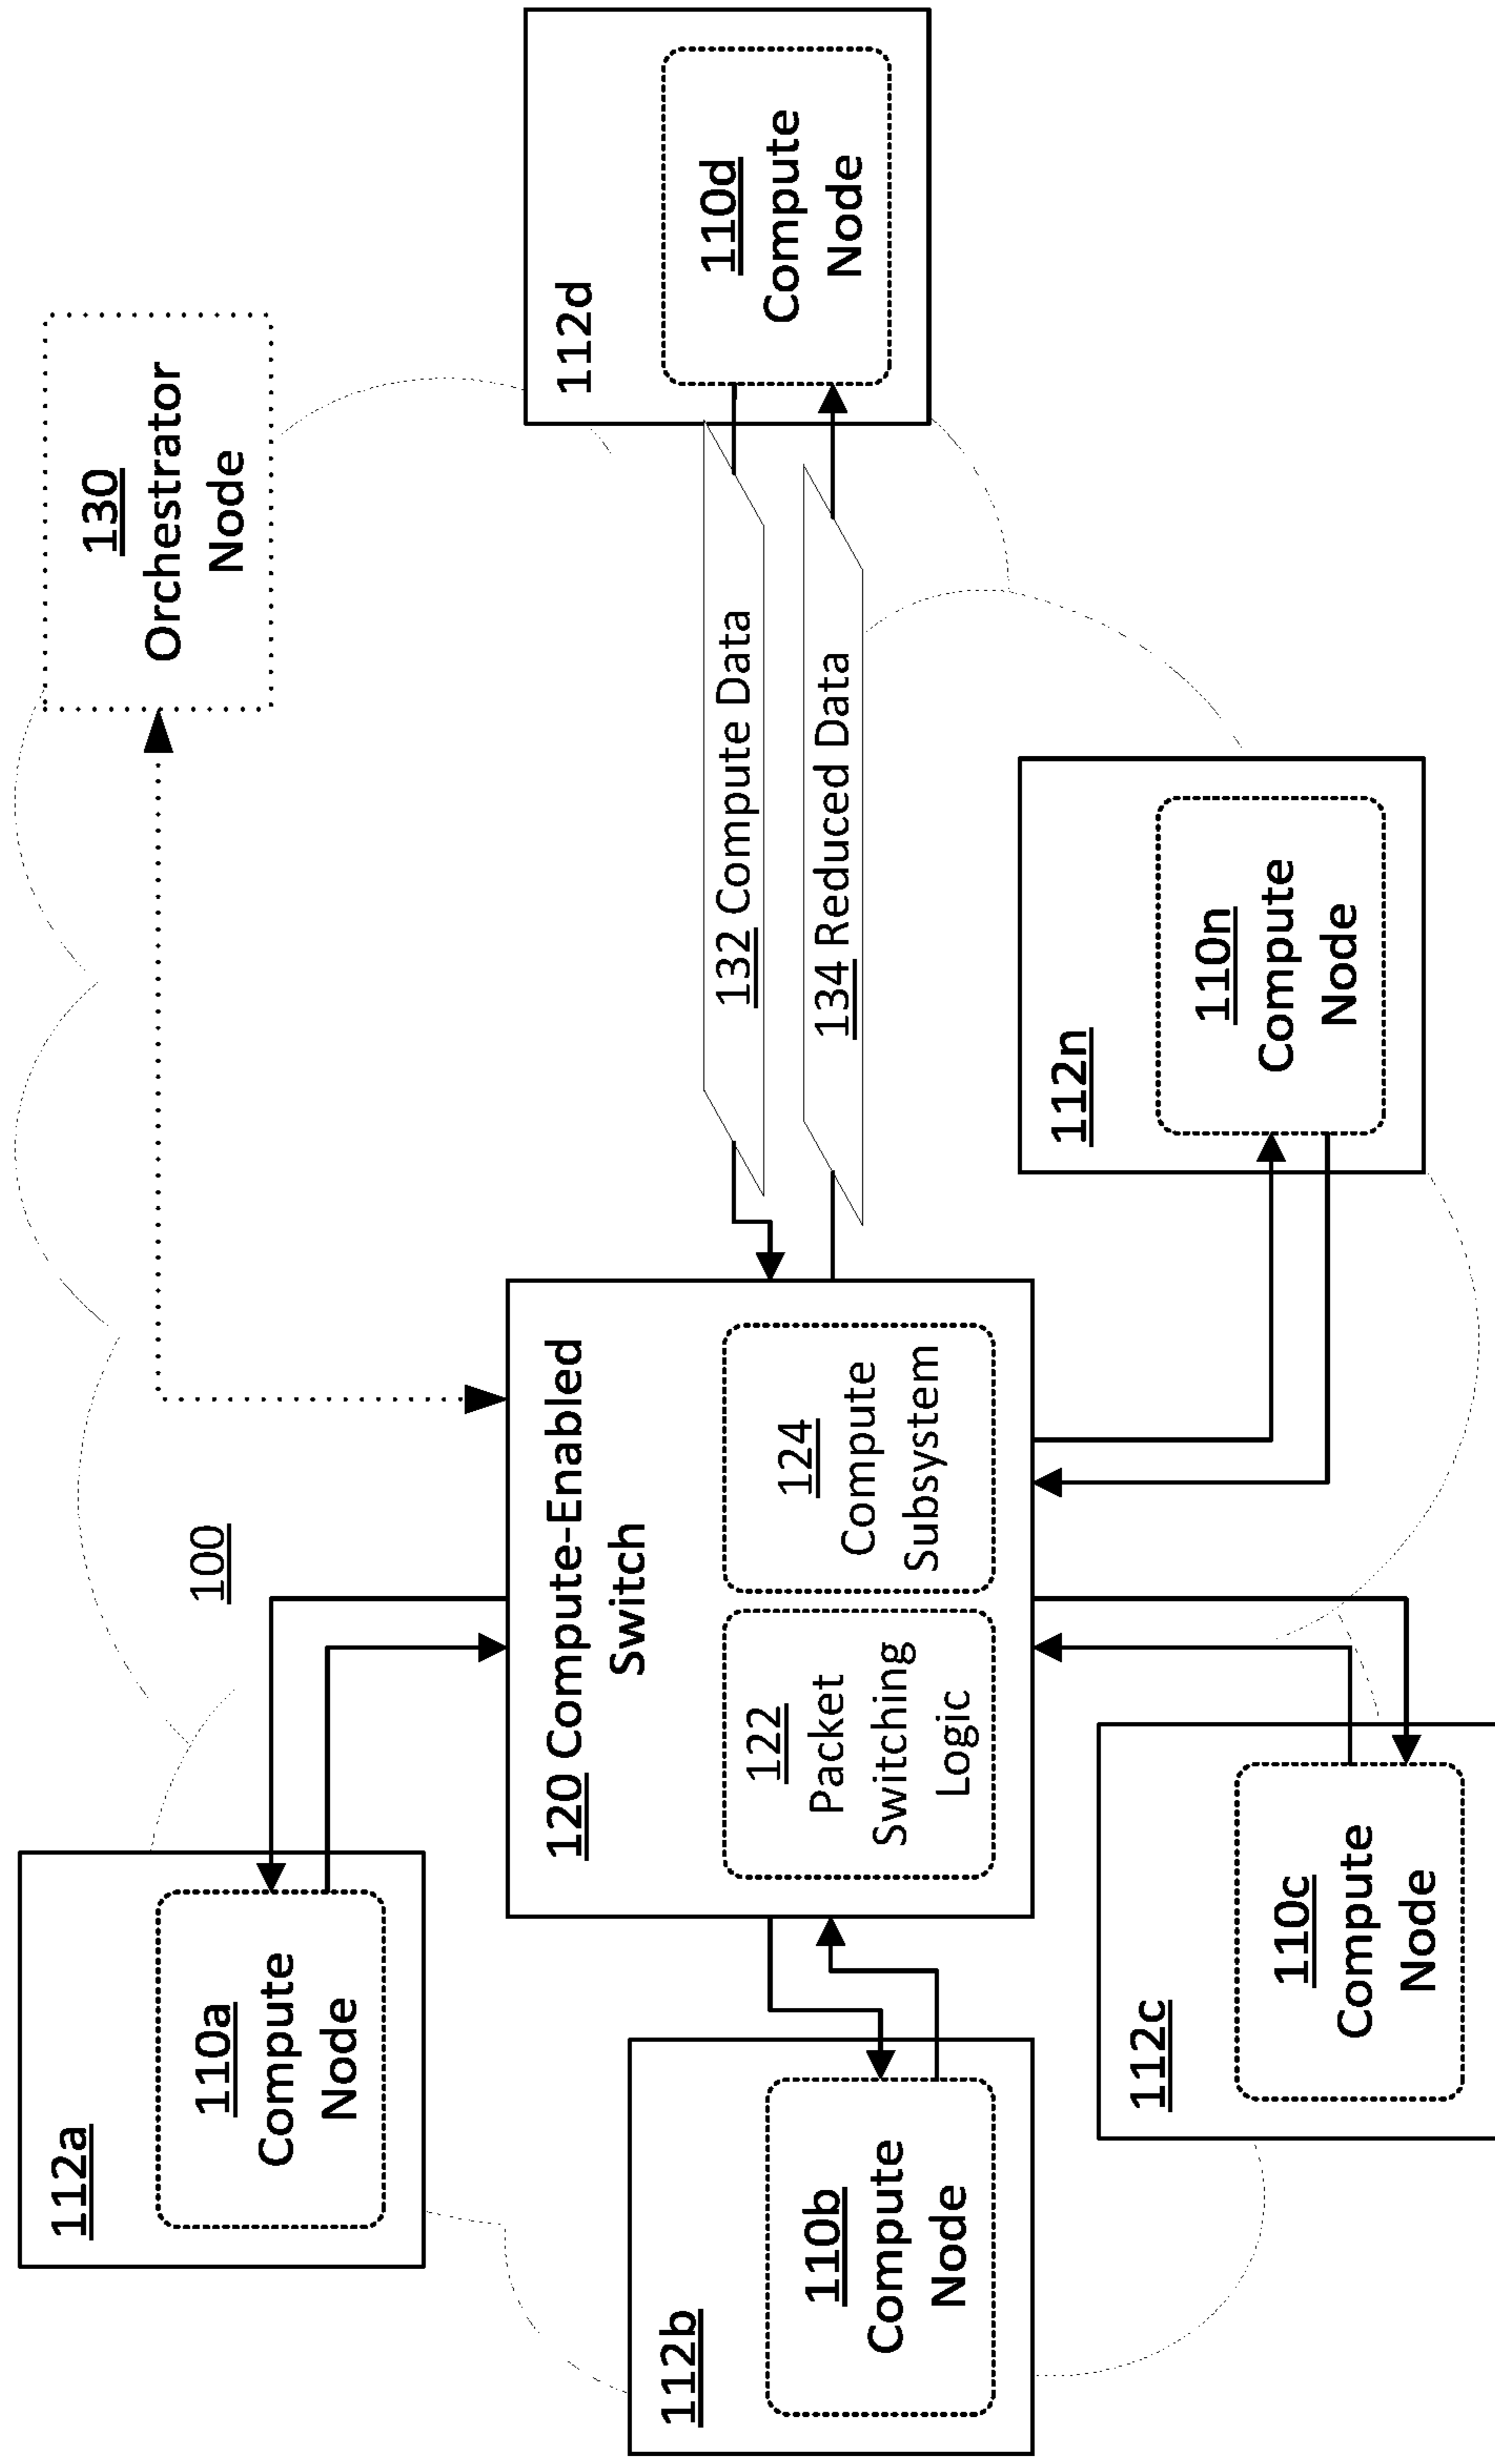 112a
110a
Compute
Node
100
130
Orchestrator
Node
120 Compute-Enabled
Switch
122
Packet
Switching
Logic
124
Compute
Subsystem
132 Compute Data
134 Reduced Data
112d
110d
Compute
Node
112b
110b
Compute
Node
112c
110c
Compute
Node
112n
110n
Compute
Node